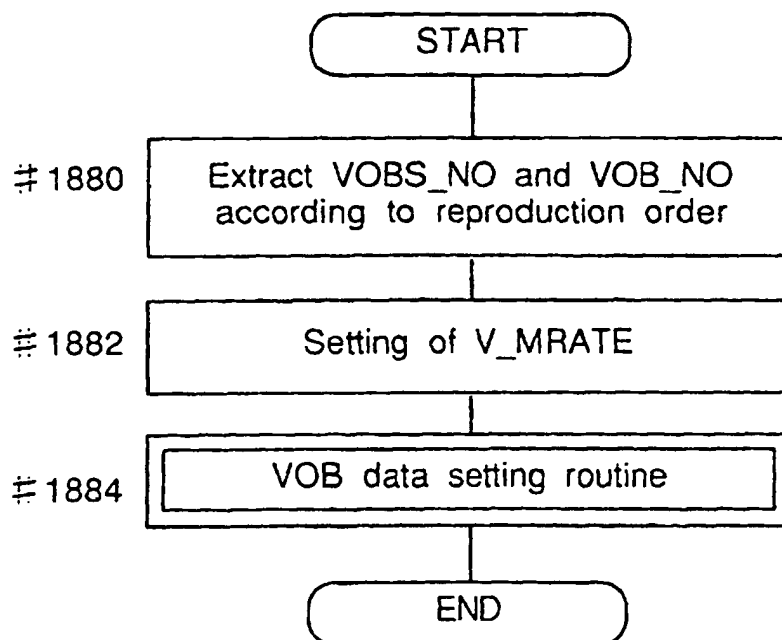 START
#1880
Extract VOBS_NO and VOB_NO
according to reproduction order
#1882
Setting of V_MRATE
#1884
VOB data setting routine
END